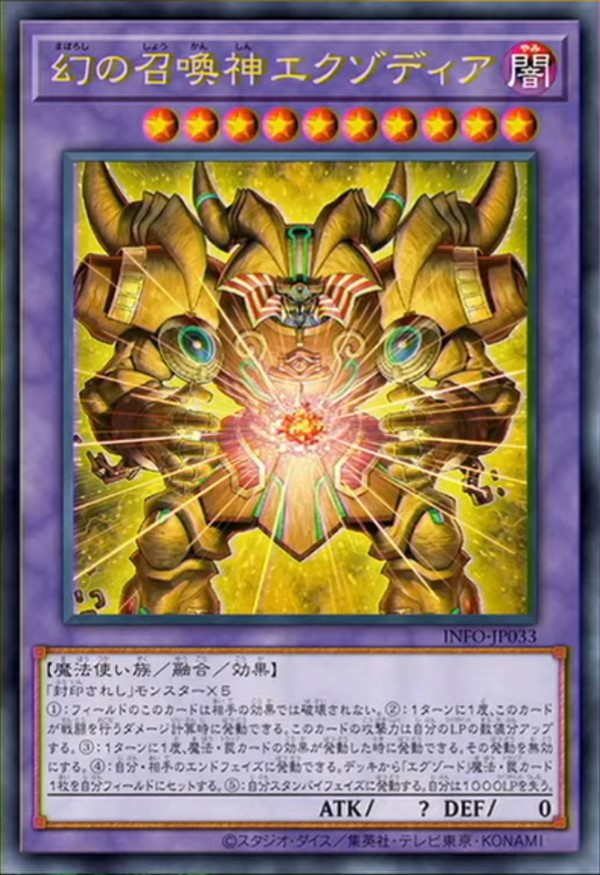 幻の召喚神エクゾディア 闇
INFO-JP033
【魔法使い族／融合／効果】
「封印されし」モンスター×５
①：フィールドのこのカードは相手の効果では破壊されない。②：１ターンに１度、このカード
が戦闘を行うダメージ計算時に発動できる。このカードの攻撃力は自分のLPの数値分アップ
する。③：１ターンに１度、魔法・罠カードの効果が発動した時に発動できる。その発動を無効
にする。④：自分・相手のエンドフェイズに発動できる。デッキから「エグゾード」魔法・罠カード
１枚を自分フィールドにセットする。⑤：自分スタンバイフェイズに発動する。自分は１０００LPを失う。
ATK/ ? DEF/ 0
©スタジオ・ダイス／集英社・テレビ東京・KONAMI